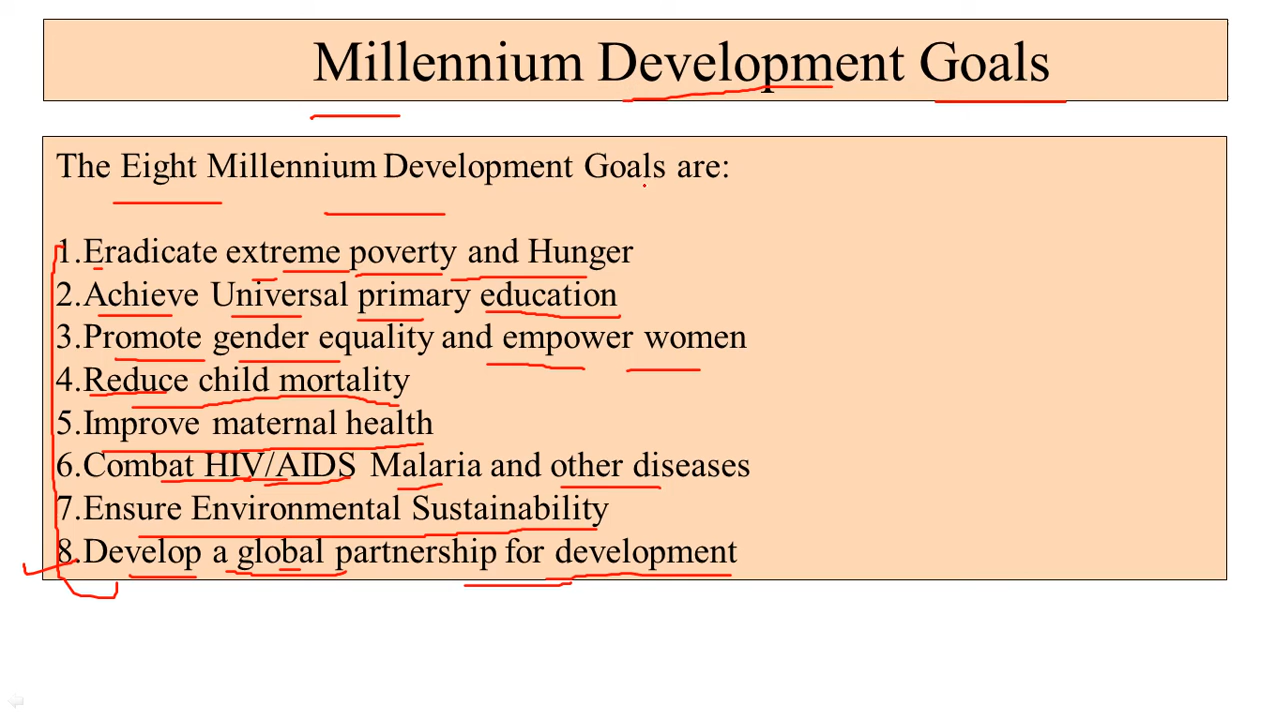 Millennium Development Goals
The Eight Millennium Development Goals are:
1.Eradicate extreme poverty and Hunger
2.Achieve Universal primary education
3.Promote gender equality and empower women
4.Reduce child mortality
5.Improve maternal health
6.Combat HIV/AIDS Malaria and other diseases
7.Ensure Environmental Sustainability
8.Develop a global partnership for development